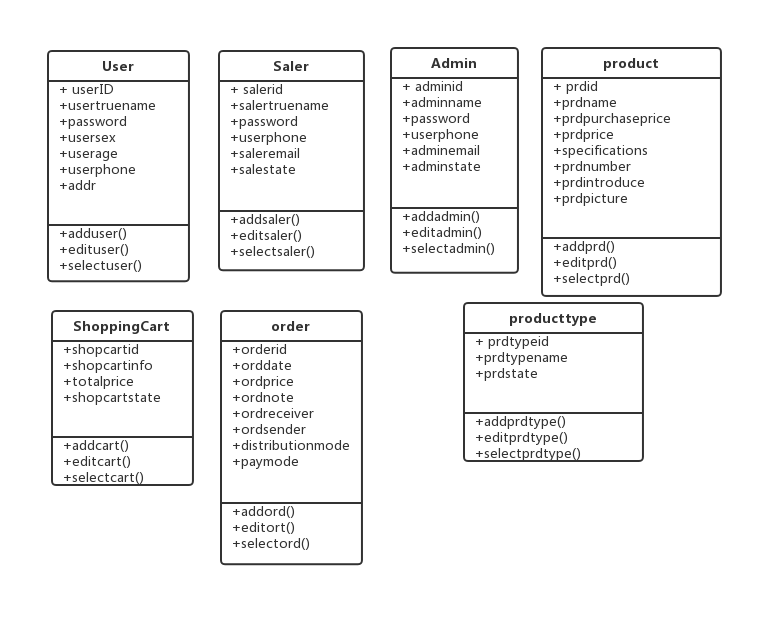 User
+ userID
+usertruename
+password
+usersex
+userage
+userphone
+addr
+adduser()
+edituser()
+selectuser()
Saler
+ salerid
+salertruename
+password
+userphone
+saleremail
+salestate
+addsaler()
+editsaler()
+selectsaler()
Admin
+ adminid
+adminname
+password
+userphone
+adminemail
+adminstate
+addadmin()
+editadmin()
+selectadmin()
product
+ prdid
+prdname
+prdpurchaseprice
+prdprice
+specifications
+prdnumber
+prdintroduce
+prdpicture
+addprd()
+editprd()
+selectprd()
ShoppingCart
+shopcartid
+shopcartinfo
+totalprice
+shopcartstate
+addcart()
+editcart()
+selectcart()
order
+orderid
+orddate
+ordprice
+ordnote
+ordreceiver
+ordsender
+distributionmode
+paymode
+addord()
+editort()
+selectord()
producttype
+ prdtypeid
+prdtypename
+prdstate
+addprdtype()
+editprdtype()
+selectprdtype()